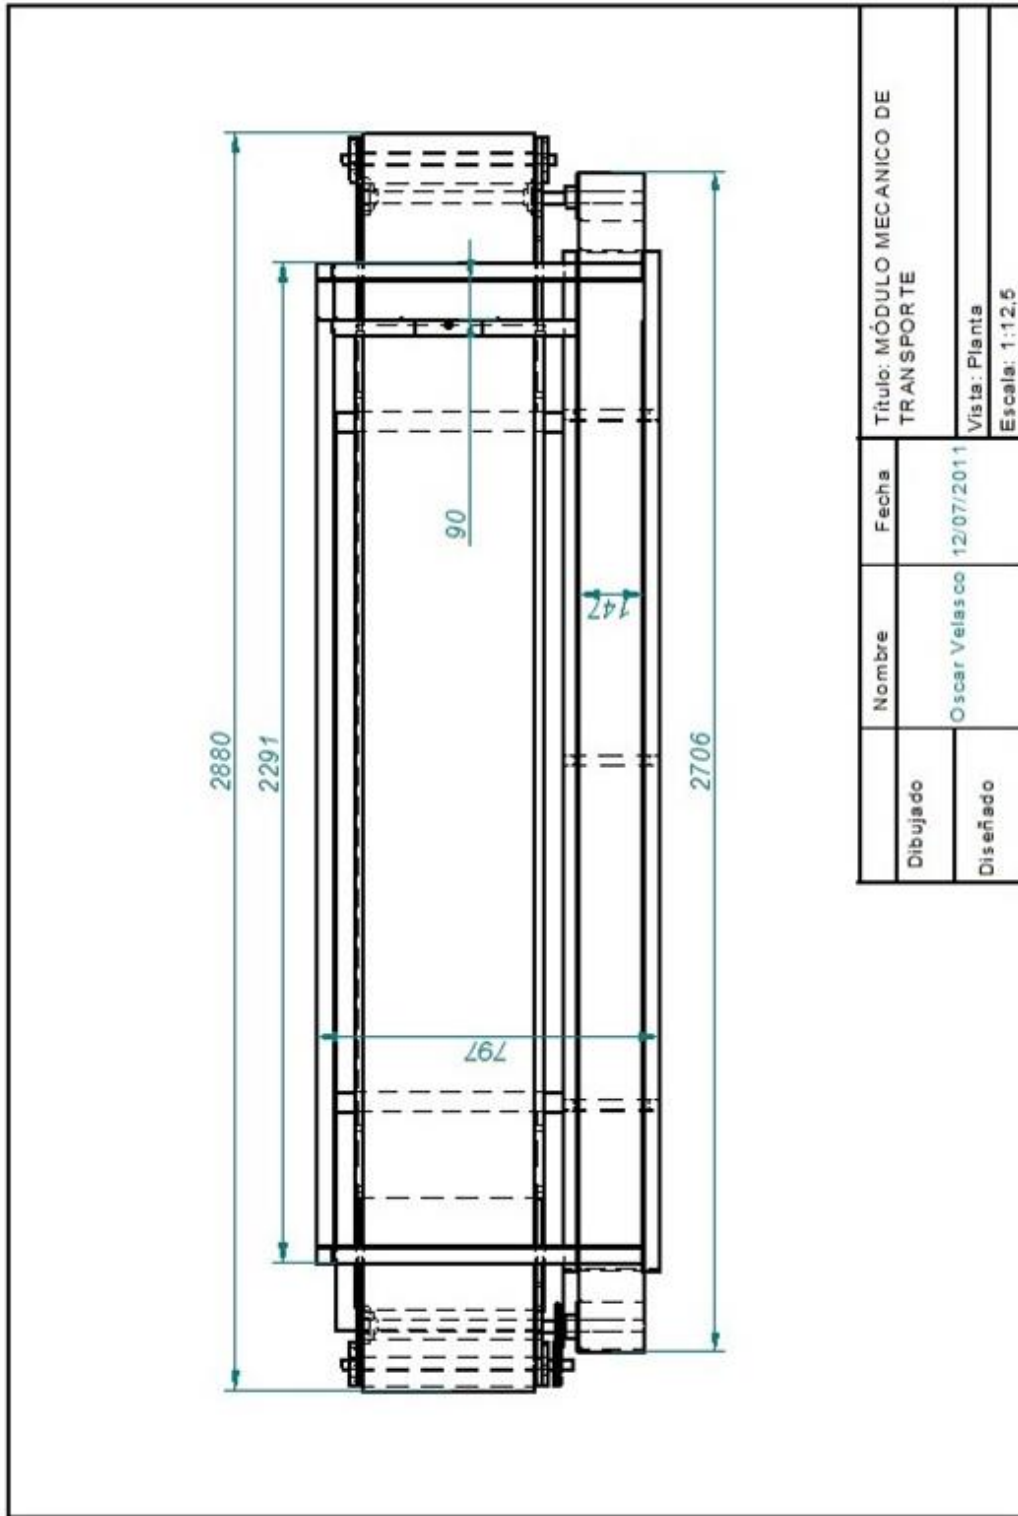 2880
2291
90
147
797
2706
Título: MÓDULO MECANICO DE
TRANSPORTE
Nombre
Fecha
Dibujado
Oscar Velasco 12/07/2011
Vista: Planta
Diseñado
Escala: 1:12,5